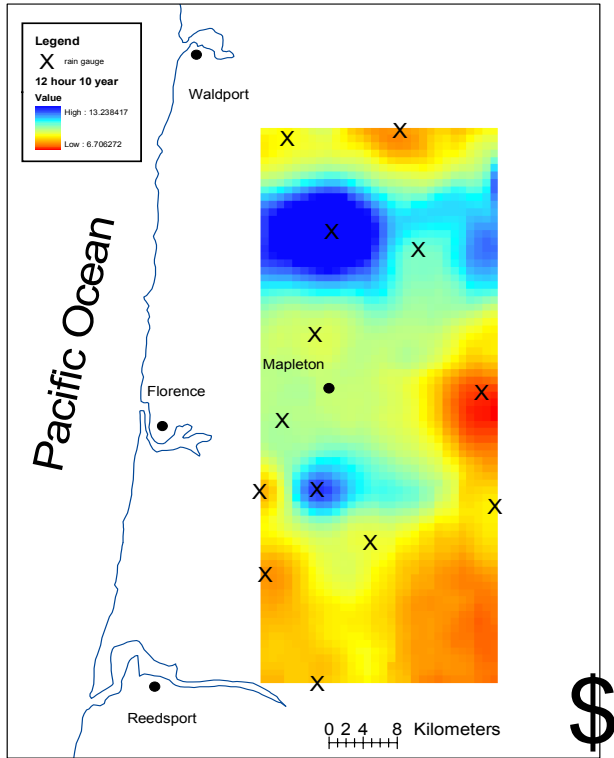 Legend
X rain gauge
12 hour 10 year
Value
High : 13.238417
Low : 6.706272
Waldport
X X
X
X
X
Mapleton
X
Florence
X
X X
X
X
X
X
Pacific Ocean
Reedsport
0 2 4 8 Kilometers
$